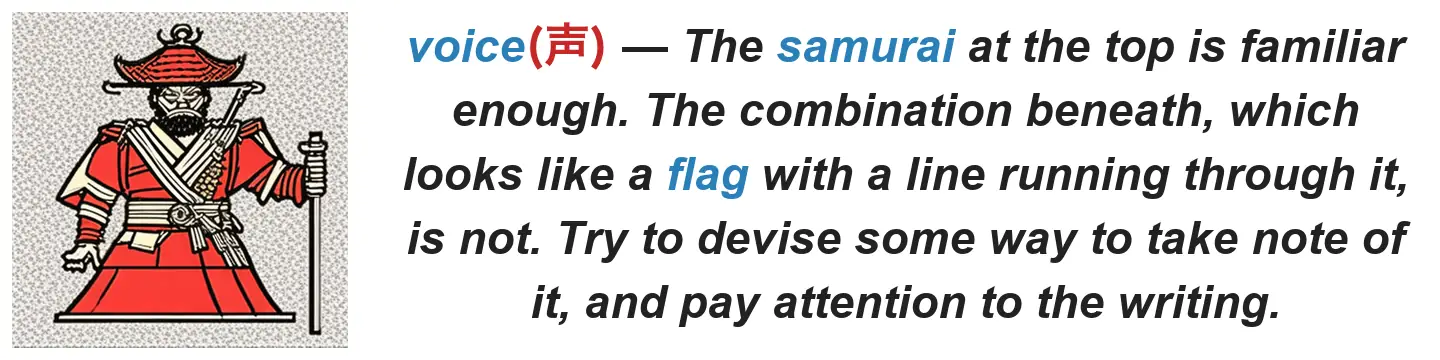 voice(声) — The samurai at the top is familiar
enough. The combination beneath, which
looks like a flag with a line running through it,
is not. Try to devise some way to take note of
it, and pay attention to the writing.